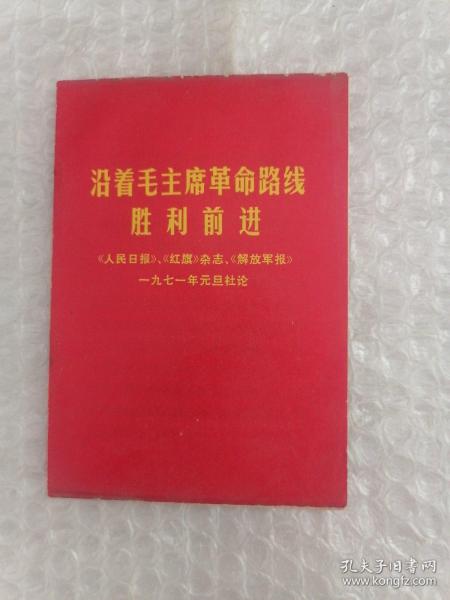 沿着毛主席革命路线
胜利前进
《人民日报》、《红旗》杂志、《解放军报》
一九七一年元旦社论
孔夫子旧书网
www.kongfz.com